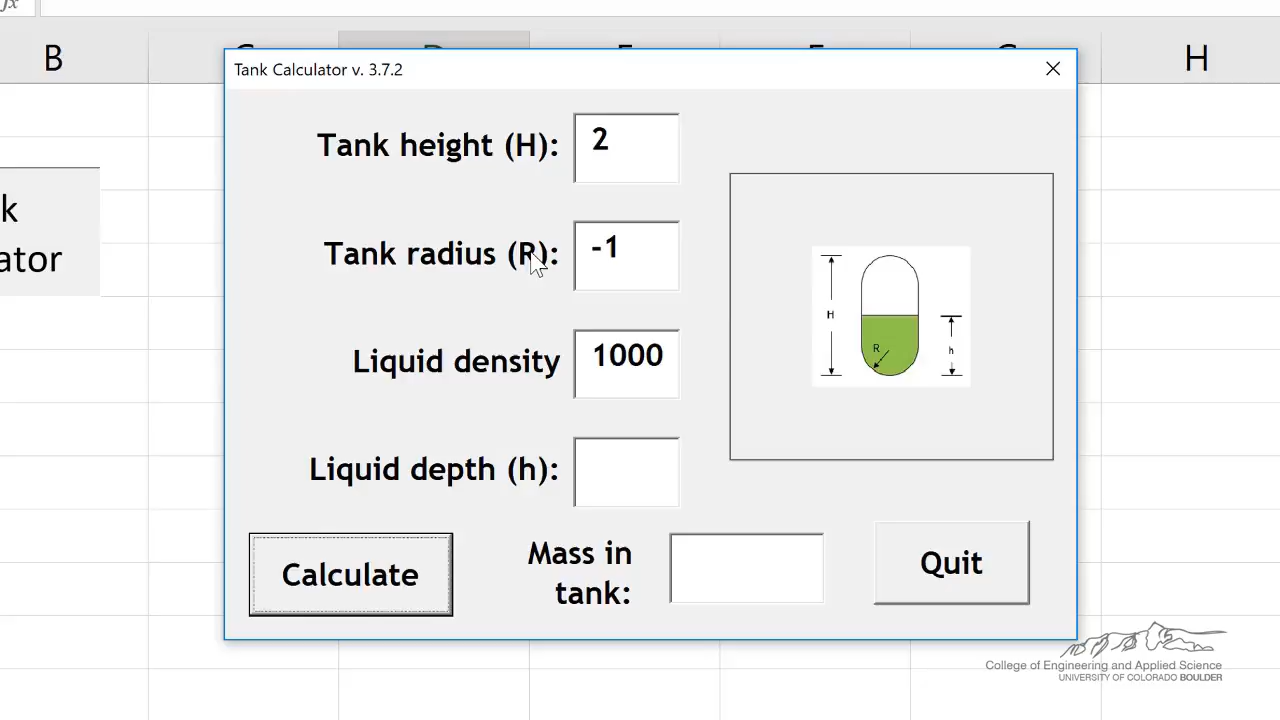 fx
B
H
Tank Calculator v. 3.7.2
Tank height (H):
2
Tank radius (R):
-1
k
ator
H
R
h
Liquid density
1000
Liquid depth (h):
Calculate
Mass in
tank:
Quit
College of Engineering and Applied Science
UNIVERSITY OF COLORADO BOULDER